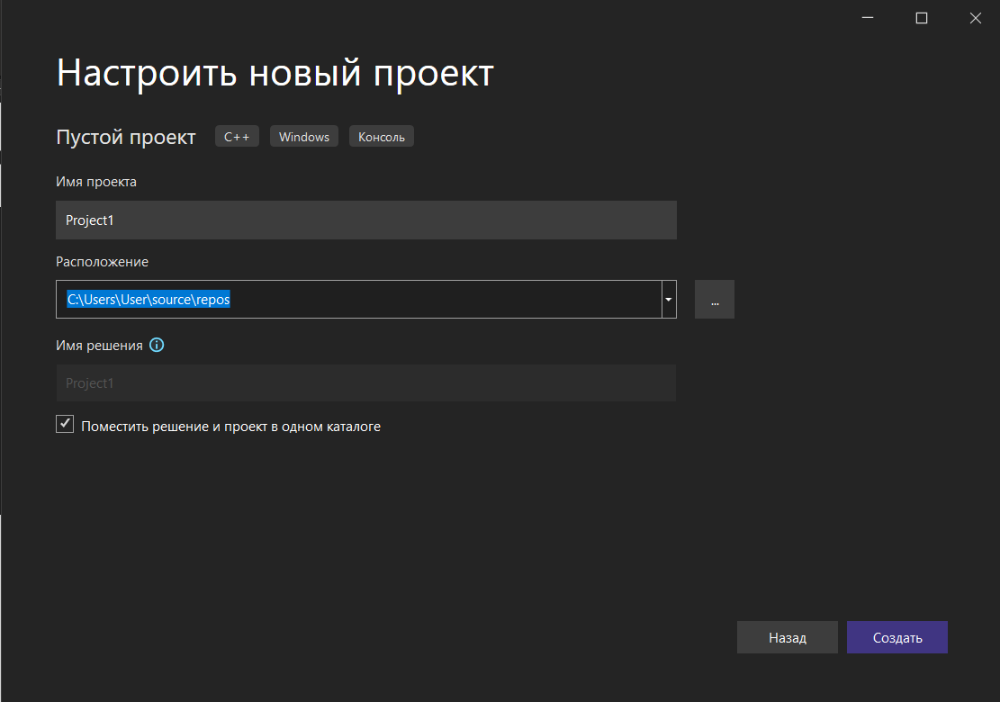 Настроить новый проект
Пустой проект C++ Windows Консоль
Имя проекта
Project1
Расположение
C:\Users\User\source\repos
...
Имя решения
Project1
Поместить решение и проект в одном каталоге
Назад Создать